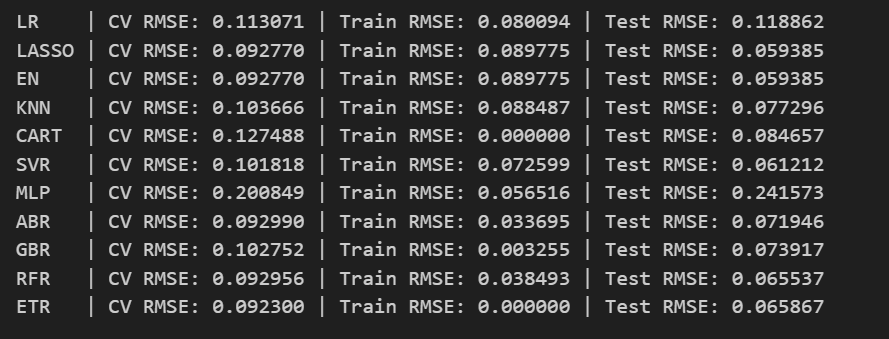 LR    | CV RMSE: 0.113071 | Train RMSE: 0.080094 | Test RMSE: 0.118862
LASSO | CV RMSE: 0.092770 | Train RMSE: 0.089775 | Test RMSE: 0.059385
EN    | CV RMSE: 0.092770 | Train RMSE: 0.089775 | Test RMSE: 0.059385
KNN   | CV RMSE: 0.103666 | Train RMSE: 0.088487 | Test RMSE: 0.077296
CART  | CV RMSE: 0.127488 | Train RMSE: 0.000000 | Test RMSE: 0.084657
SVR   | CV RMSE: 0.101818 | Train RMSE: 0.072599 | Test RMSE: 0.061212
MLP   | CV RMSE: 0.200849 | Train RMSE: 0.056516 | Test RMSE: 0.241573
ABR   | CV RMSE: 0.092990 | Train RMSE: 0.033695 | Test RMSE: 0.071946
GBR   | CV RMSE: 0.102752 | Train RMSE: 0.003255 | Test RMSE: 0.073917
RFR   | CV RMSE: 0.092956 | Train RMSE: 0.038493 | Test RMSE: 0.065537
ETR   | CV RMSE: 0.092300 | Train RMSE: 0.000000 | Test RMSE: 0.065867